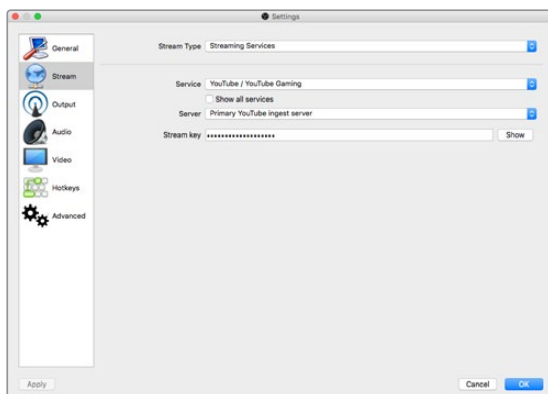 Settings
General
Stream
Output
Audio
Video
Hotkeys
Advanced
Stream Type Streaming Services
Service YouTube / YouTube Gaming
Show all services
Server Primary YouTube ingest server
Stream key ••••••••••••••••••• Show
Apply Cancel OK